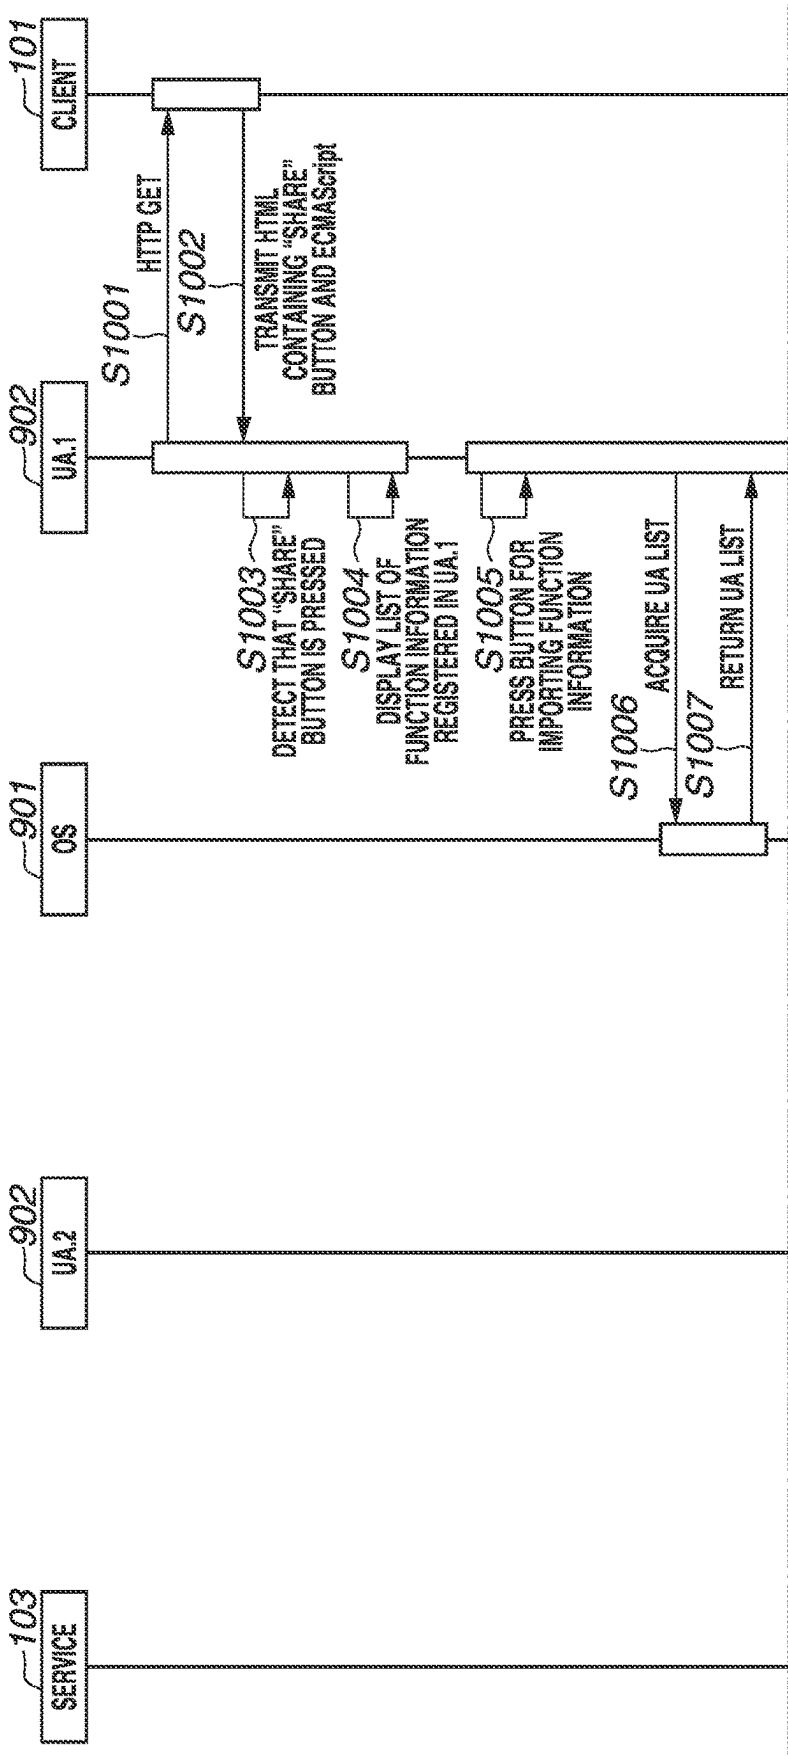 103
SERVICE
902
UA.2
901
OS
902
UA.1
101
CLIENT
S1001
HTTP GET
S1002
TRANSMIT HTML
CONTAINING "SHARE"
BUTTON AND ECMAScript
S1003
DETECT THAT "SHARE"
BUTTON IS PRESSED
S1004
DISPLAY LIST OF
FUNCTION INFORMATION
REGISTERED IN UA.1
S1005
PRESS BUTTON FOR
IMPORTING FUNCTION
INFORMATION
S1006
ACQUIRE UA LIST
S1007
RETURN UA LIST